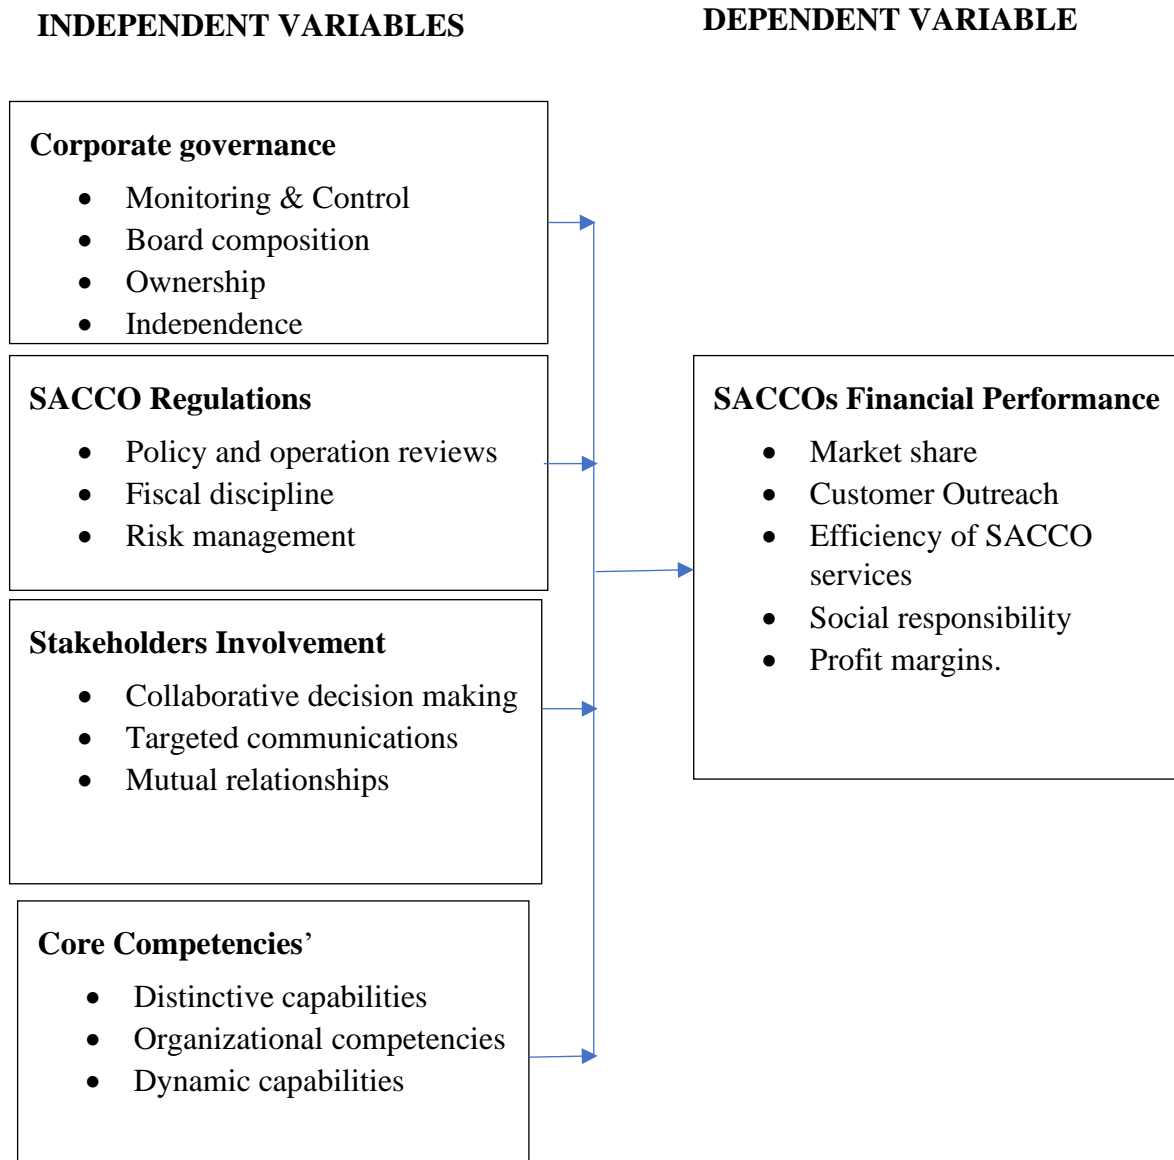 INDEPENDENT VARIABLES
DEPENDENT VARIABLE
Corporate governance
• Monitoring & Control
• Board composition
• Ownership
• Independence
SACCO Regulations
• Policy and operation reviews
• Fiscal discipline
• Risk management
Stakeholders Involvement
• Collaborative decision making
• Targeted communications
• Mutual relationships
Core Competencies’
• Distinctive capabilities
• Organizational competencies
• Dynamic capabilities
SACCOs Financial Performance
• Market share
• Customer Outreach
• Efficiency of SACCO
services
• Social responsibility
• Profit margins.